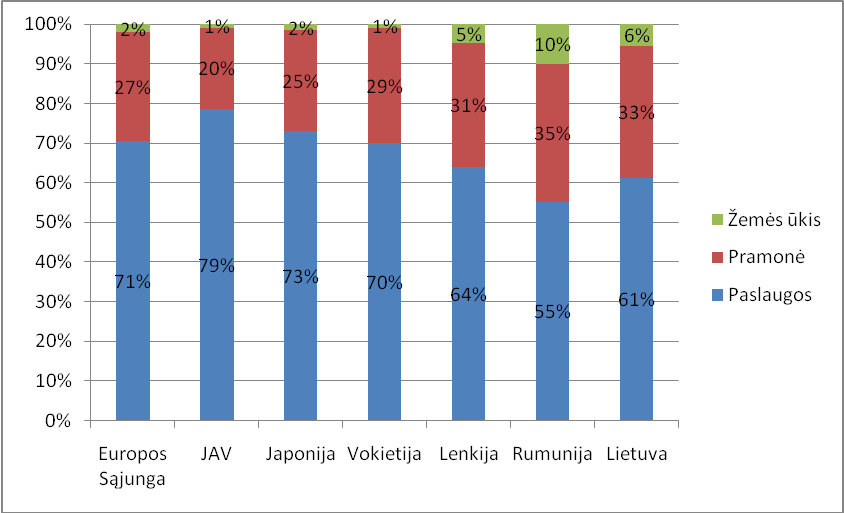 100%
90%
80%
70%
60%
50%
40%
30%
20%
10%
0%
2% 1% 2% 1% 5% 10% 6%
27% 20% 25% 29% 31% 35% 33%
71% 79% 73% 70% 64% 55% 61%
Europos Sąjunga
JAV
Japonija
Vokietija
Lenkija
Rumunija
Lietuva
Žemės ūkis
Pramonė
Paslaugos